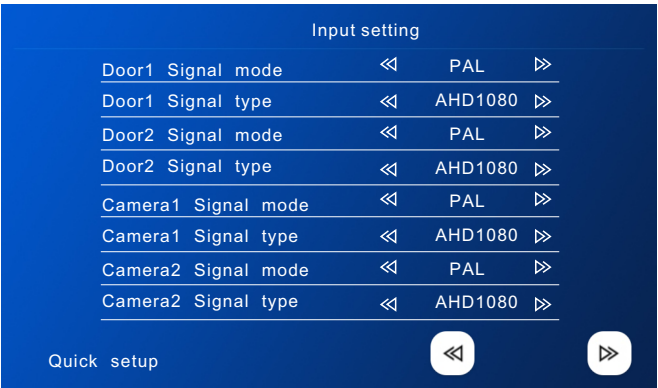 Input setting
Door1 Signal mode PAL
Door1 Signal type AHD1080
Door2 Signal mode PAL
Door2 Signal type AHD1080
Camera1 Signal mode PAL
Camera1 Signal type AHD1080
Camera2 Signal mode PAL
Camera2 Signal type AHD1080
Quick setup